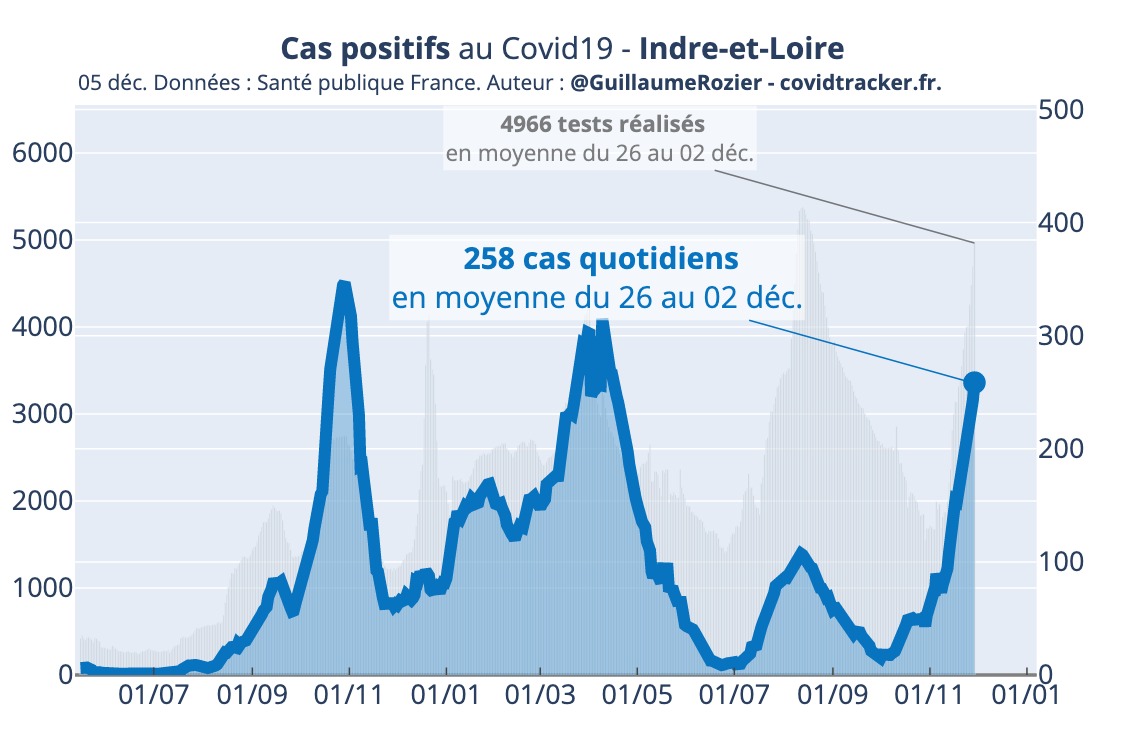 Cas positifs au Covid19 - Indre-et-Loire
05 déc. Données : Santé publique France. Auteur : @GuillaumeRozier - covidtracker.fr.
4966 tests réalisés
en moyenne du 26 au 02 déc.
258 cas quotidiens
en moyenne du 26 au 02 déc.
6000
5000
4000
3000
2000
1000
0
500
400
300
200
100
0
01/07 01/09 01/11 01/01 01/03 01/05 01/07 01/09 01/11 01/01